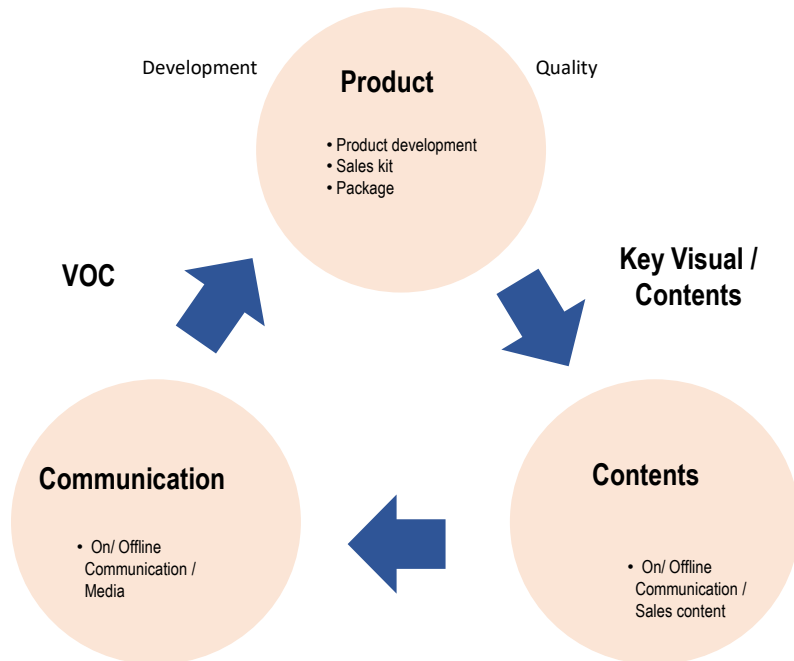 Development
Quality
Product
• Product development
• Sales kit
• Package
VOC
Key Visual /
Contents
Communication
• On/ Offline
Communication /
Media
Contents
• On/ Offline
Communication /
Sales content